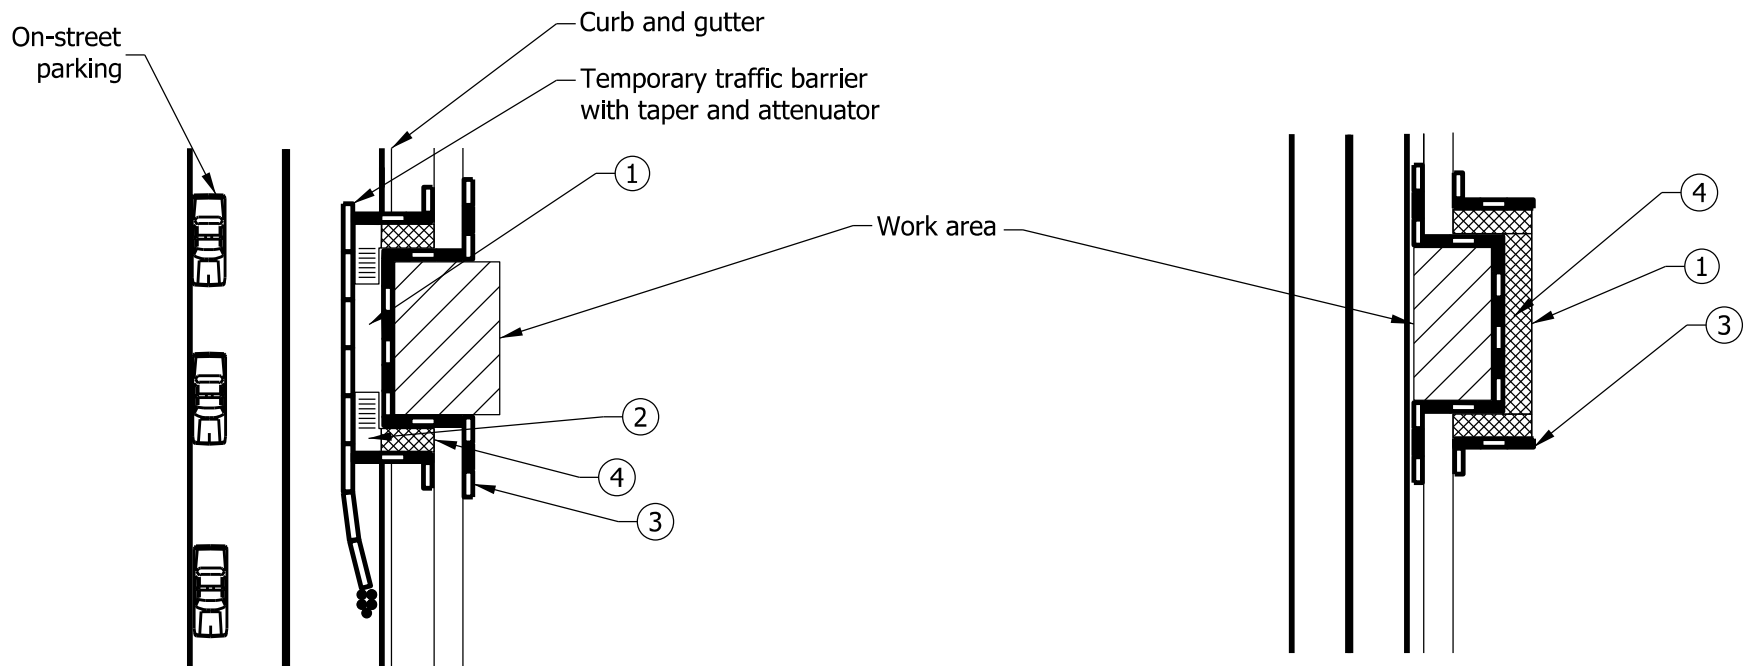 On-street
parking
Curb and gutter
Temporary traffic barrier
with taper and attenuator
1
Work area
2
4
3
4
1
3